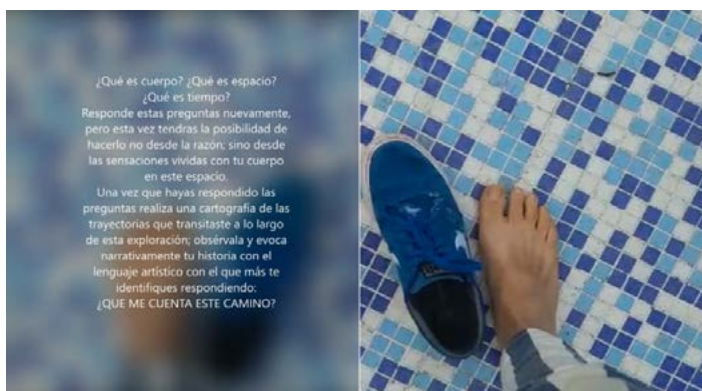 ¿Qué es cuerpo? ¿Qué es espacio?
¿Qué es tiempo?
Responde estas preguntas nuevamente,
pero esta vez tendras la posibilidad de
hacerlo no desde la razón; sino desde
las sensaciones vividas con tu cuerpo
en este espacio.
Una vez que hayas respondido las
preguntas realiza una cartografía de las
trayectorias que transitaste a lo largo
de esta exploración; obsérvala y evoca
narrativamente tu historia con el
lenguaje artístico con el que más te
identifiques respondiendo:
¿QUE ME CUENTA ESTE CAMINO?